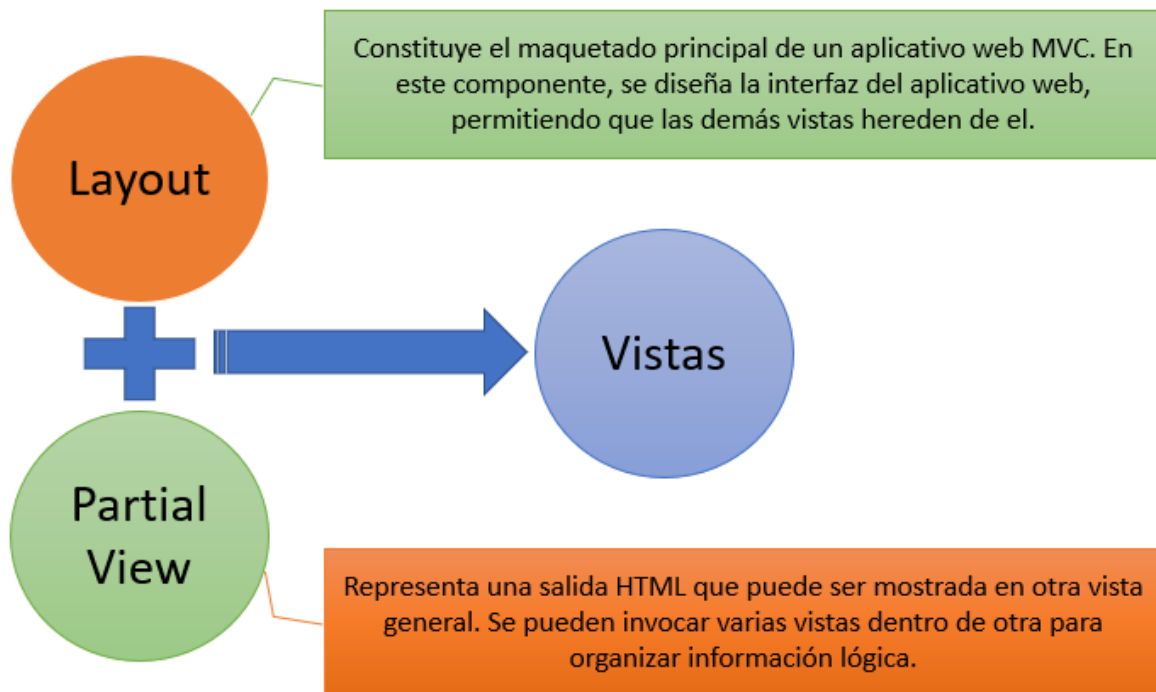 Constituye el maquetado principal de un aplicativo web MVC. En
este componente, se diseña la interfaz del aplicativo web,
permitiendo que las demás vistas hereden de el.
Layout
Vistas
Partial
View
Representa una salida HTML que puede ser mostrada en otra vista
general. Se pueden invocar varias vistas dentro de otra para
organizar información lógica.